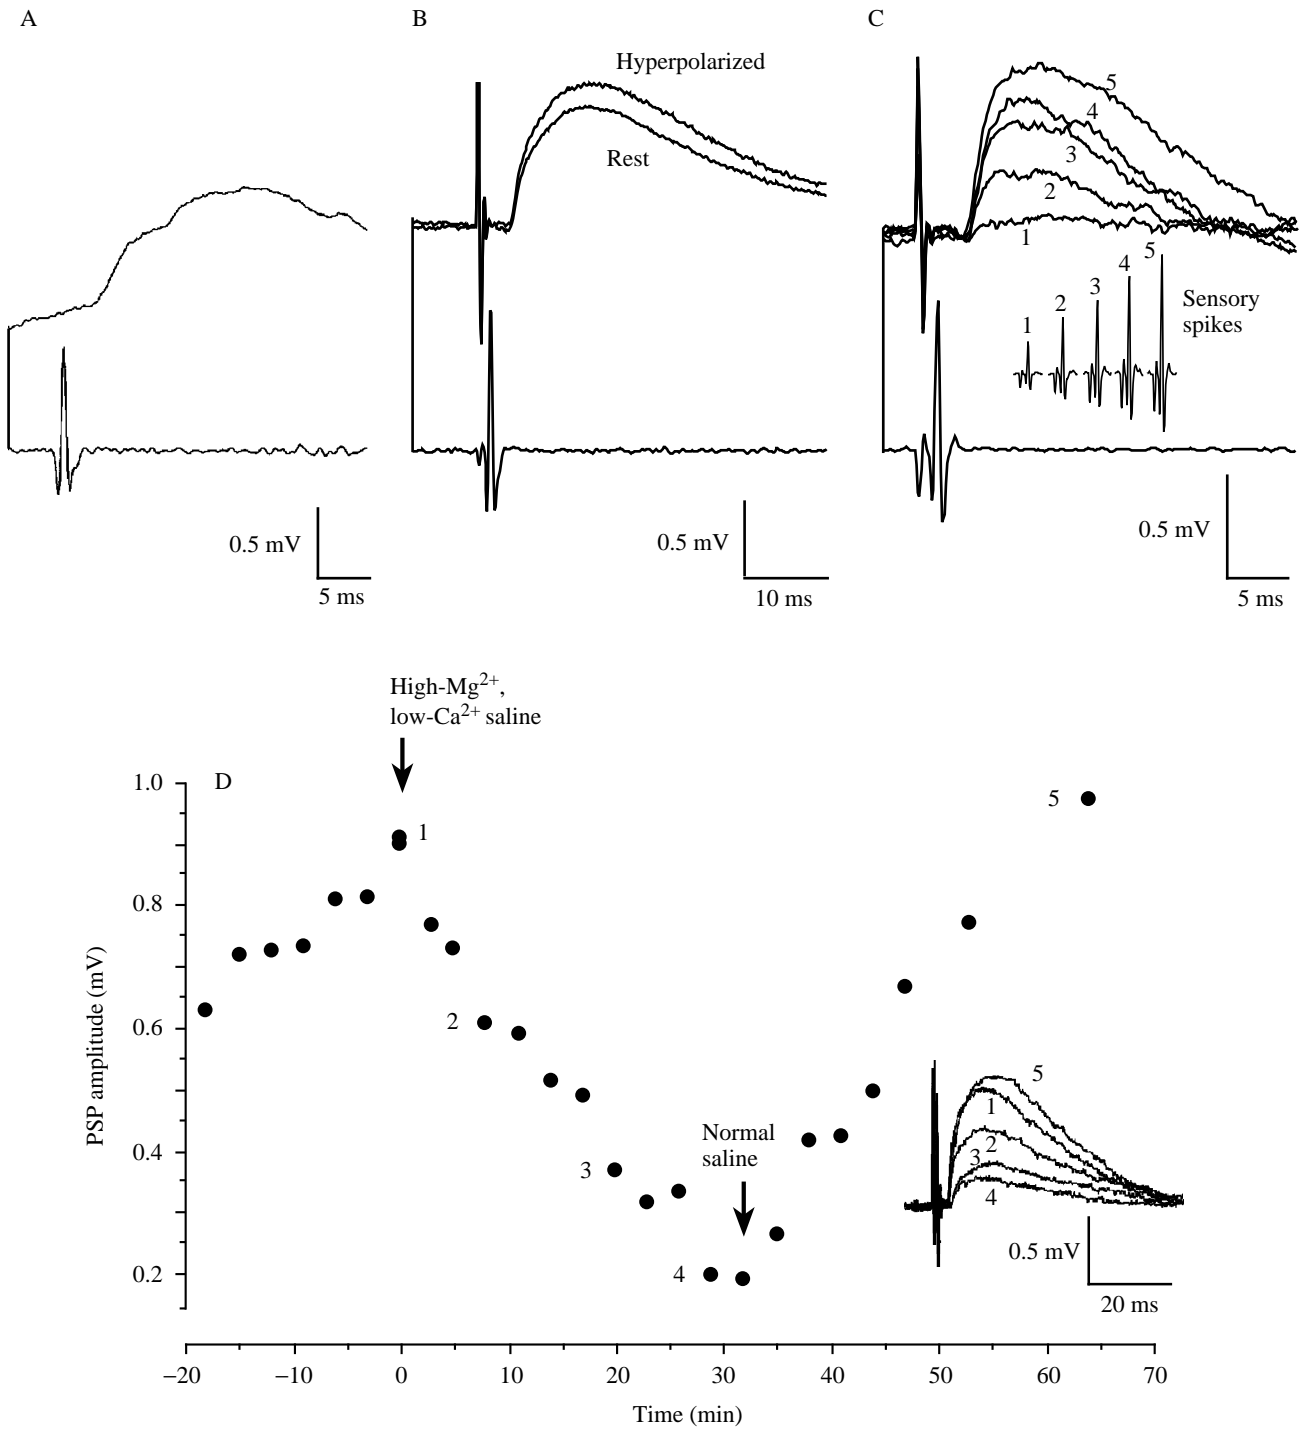 A
B
C
Hyperpolarized
Rest
5
4
3
2
1
1
2
3
4
5
Sensory
spikes
0.5 mV
5 ms
0.5 mV
10 ms
0.5 mV
5 ms
High-Mg²⁺,
low-Ca²⁺ saline
D
PSP amplitude (mV)
1.0
0.8
0.6
0.4
0.2
1
2
3
4
5
Normal
saline
5
1
2
3
4
0.5 mV
20 ms
−20
−10
0
10
20
30
40
50
60
70
Time (min)